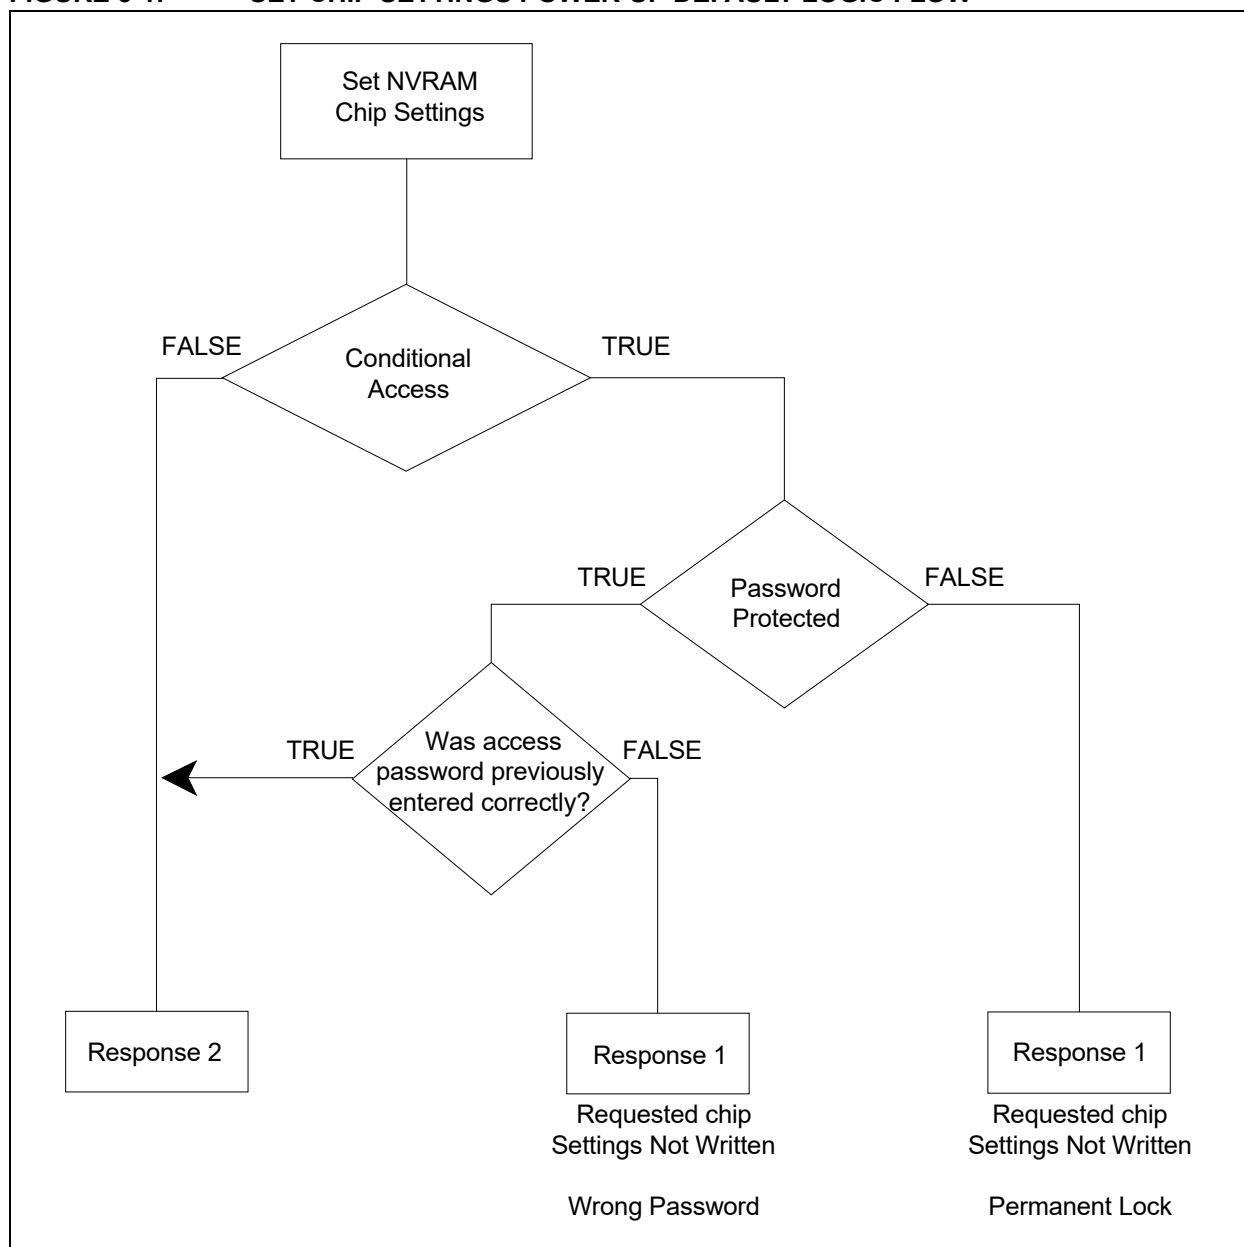 Set NVRAM
Chip Settings
FALSE
TRUE
Conditional
Access
TRUE
FALSE
Password
Protected
TRUE
FALSE
Was access
password previously
entered correctly?
Response 2
Response 1
Response 1
Requested chip
Settings Not Written
Requested chip
Settings Not Written
Wrong Password
Permanent Lock